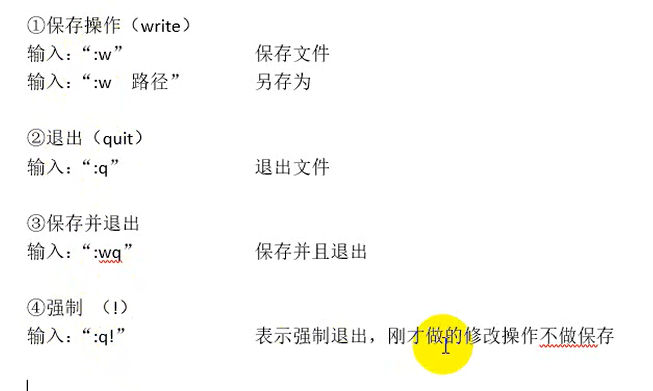 ①保存操作（write）
输入：“:w” 保存文件
输入：“:w 路径” 另存为
②退出（quit）
输入：“:q” 退出文件
③保存并退出
输入：“:wq” 保存并且退出
④强制 （!）
输入：“:q!” 表示强制退出，刚才做的修改操作不做保存